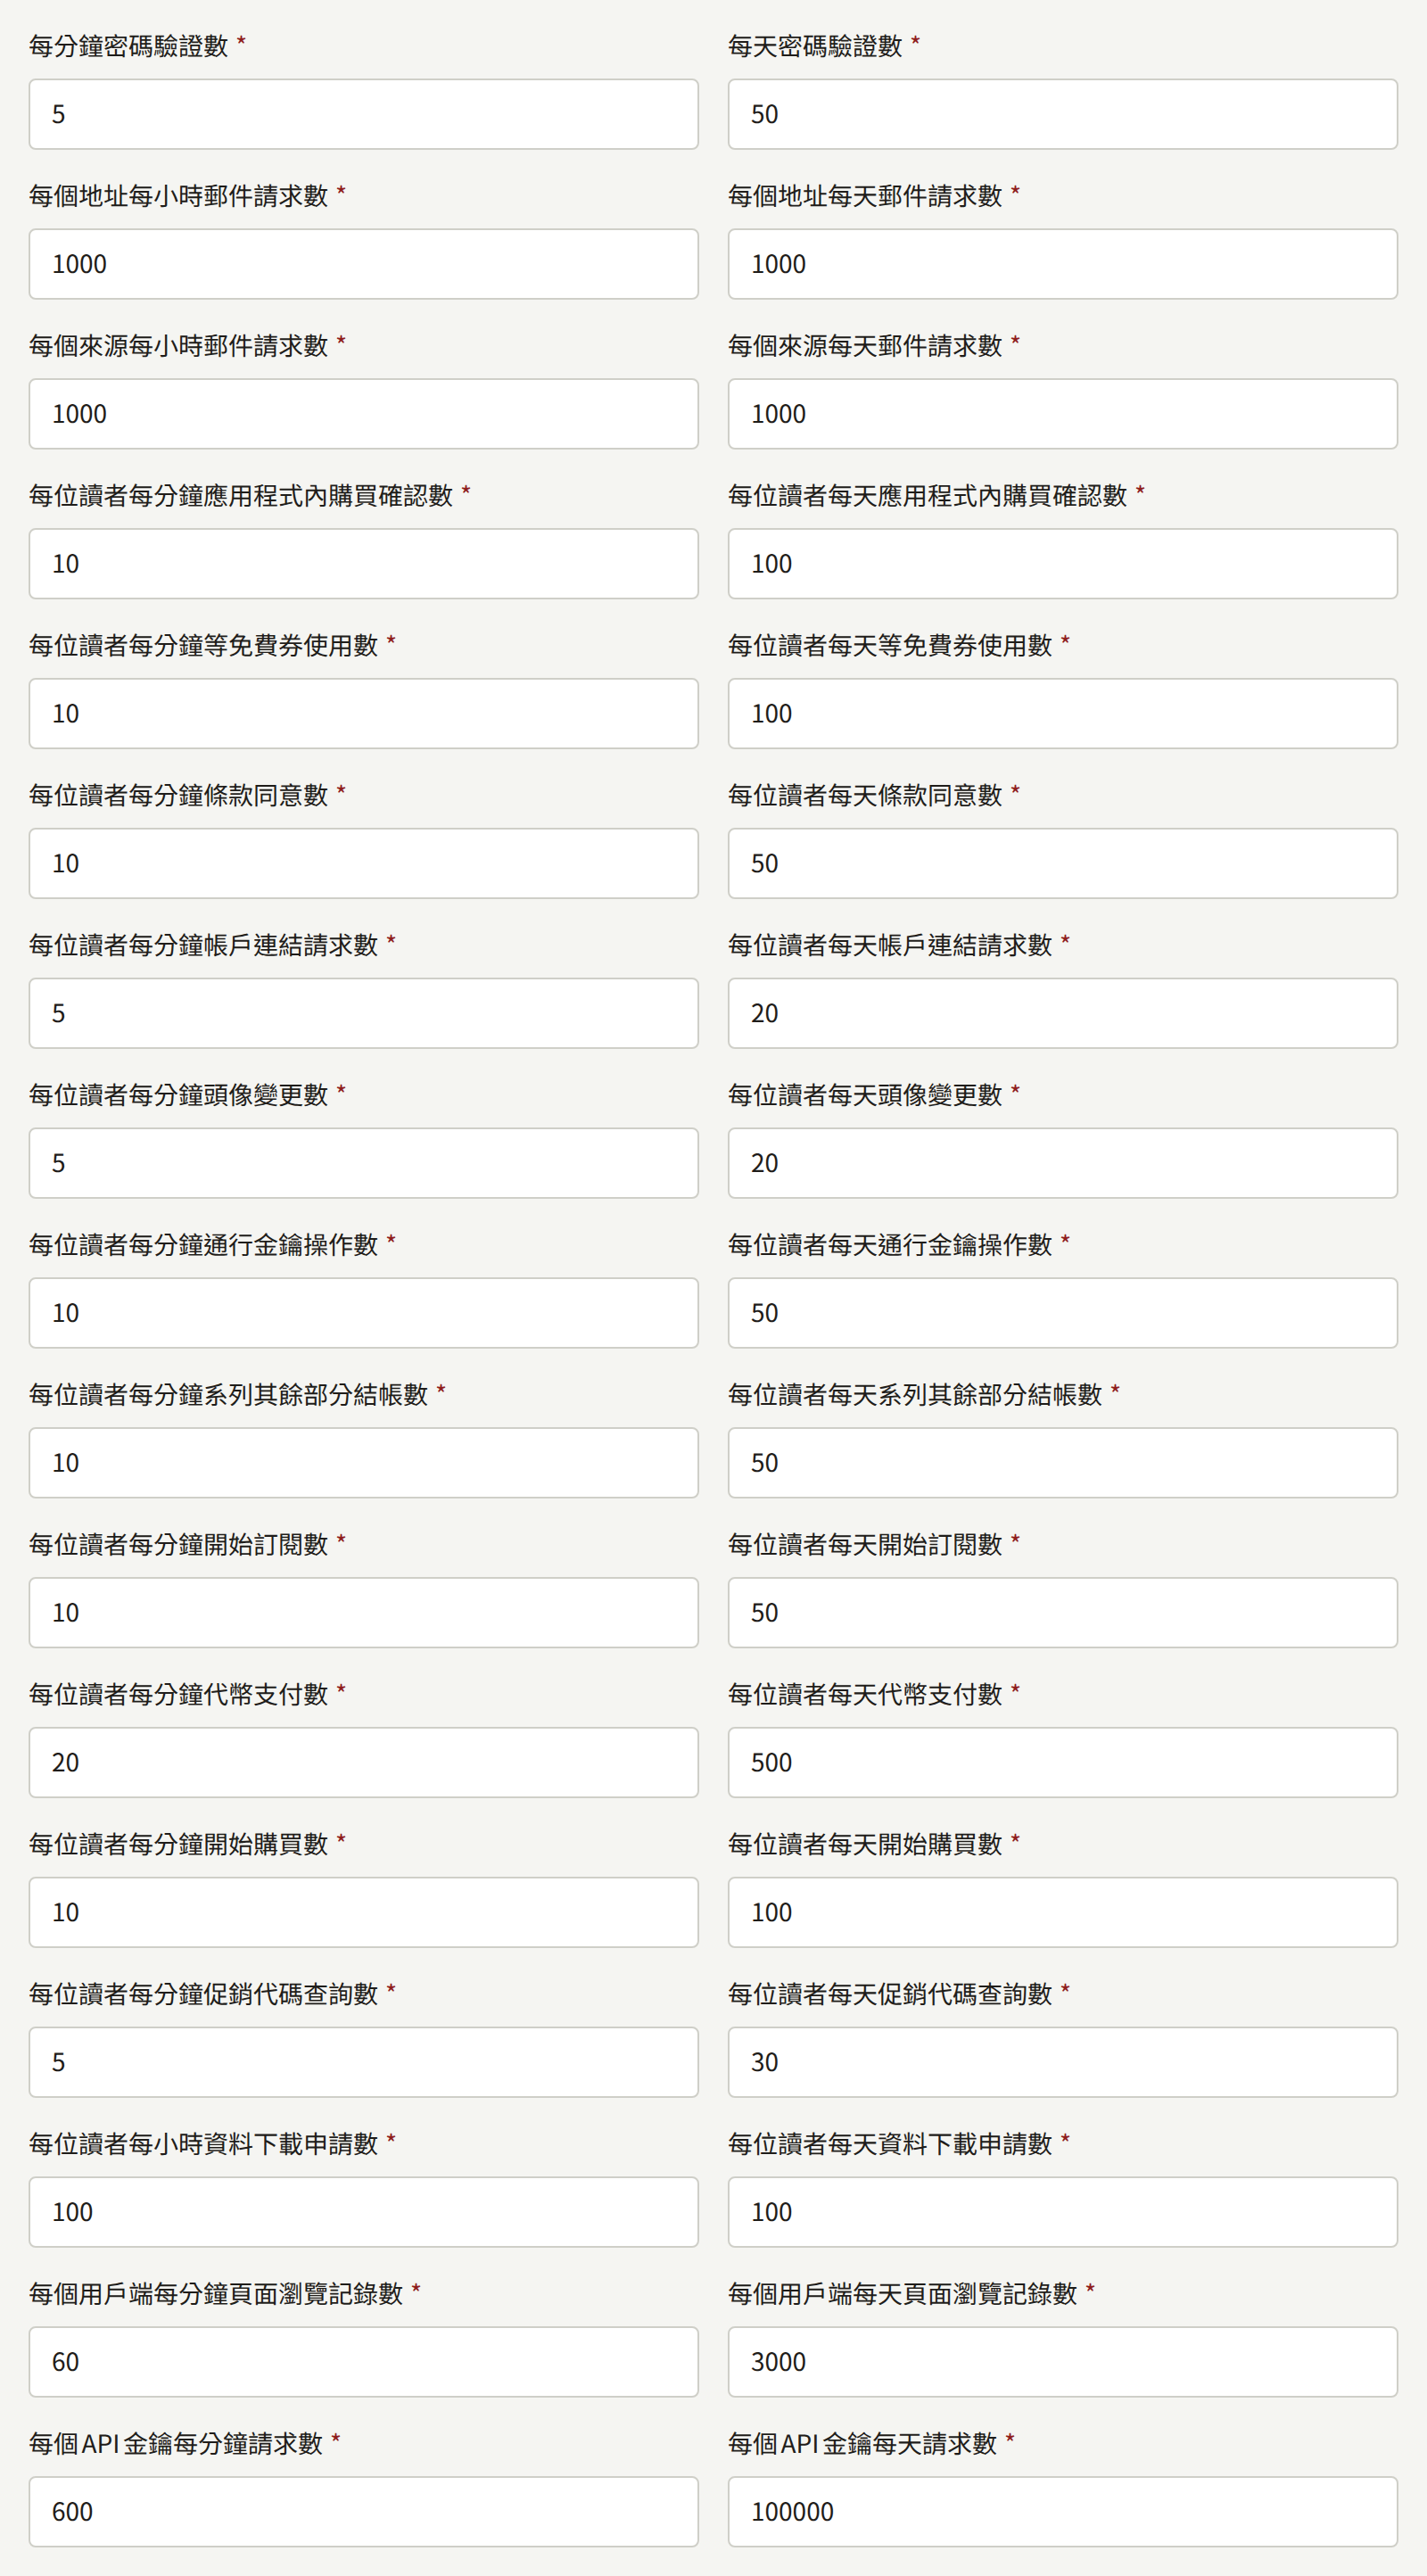 每分鐘密碼驗證數 *
每天密碼驗證數 *
5
50
每個地址每小時郵件請求數 *
每個地址每天郵件請求數 *
1000
1000
每個來源每小時郵件請求數 *
每個來源每天郵件請求數 *
1000
1000
每位讀者每分鐘應用程式內購買確認數 *
每位讀者每天應用程式內購買確認數 *
10
100
每位讀者每分鐘等免費券使用數 *
每位讀者每天等免費券使用數 *
10
100
每位讀者每分鐘條款同意數 *
每位讀者每天條款同意數 *
10
50
每位讀者每分鐘帳戶連結請求數 *
每位讀者每天帳戶連結請求數 *
5
20
每位讀者每分鐘頭像變更數 *
每位讀者每天頭像變更數 *
5
20
每位讀者每分鐘通行金鑰操作數 *
每位讀者每天通行金鑰操作數 *
10
50
每位讀者每分鐘系列其餘部分結帳數 *
每位讀者每天系列其餘部分結帳數 *
10
50
每位讀者每分鐘開始訂閱數 *
每位讀者每天開始訂閱數 *
10
50
每位讀者每分鐘代幣支付數 *
每位讀者每天代幣支付數 *
20
500
每位讀者每分鐘開始購買數 *
每位讀者每天開始購買數 *
10
100
每位讀者每分鐘促銷代碼查詢數 *
每位讀者每天促銷代碼查詢數 *
5
30
每位讀者每小時資料下載申請數 *
每位讀者每天資料下載申請數 *
100
100
每個用戶端每分鐘頁面瀏覽記錄數 *
每個用戶端每天頁面瀏覽記錄數 *
60
3000
每個 API 金鑰每分鐘請求數 *
每個 API 金鑰每天請求數 *
600
100000